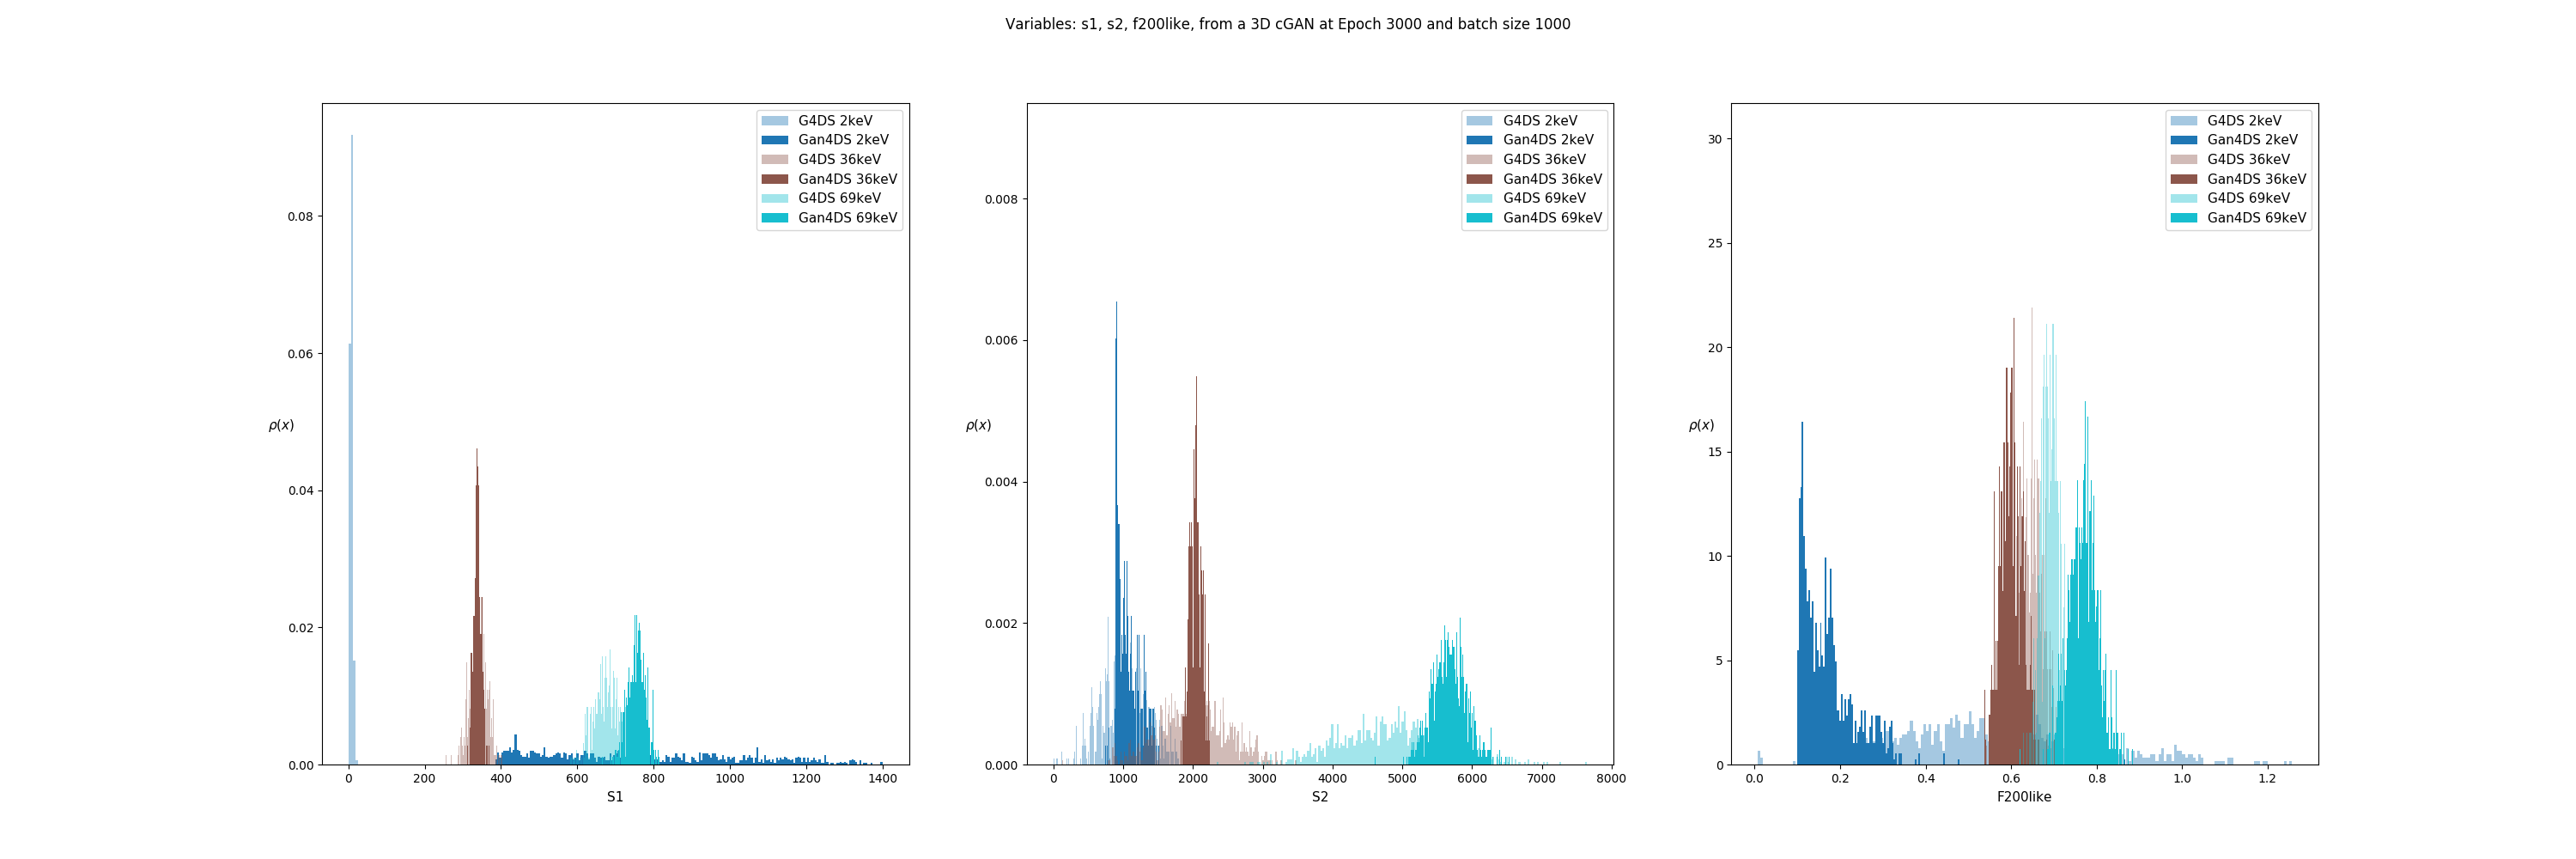 Variables: s1, s2, f200like, from a 3D cGAN at Epoch 3000 and batch size 1000
G4DS 2keV
Gan4DS 2keV
G4DS 36keV
Gan4DS 36keV
G4DS 69keV
Gan4DS 69keV
0.08
0.06
ρ(x)
0.04
0.02
0.00
0 200 400 600 800 1000 1200 1400
S1
G4DS 2keV
Gan4DS 2keV
G4DS 36keV
Gan4DS 36keV
G4DS 69keV
Gan4DS 69keV
0.008
0.006
ρ(x)
0.004
0.002
0.000
0 1000 2000 3000 4000 5000 6000 7000 8000
S2
G4DS 2keV
Gan4DS 2keV
G4DS 36keV
Gan4DS 36keV
G4DS 69keV
Gan4DS 69keV
30
25
20
ρ(x)
15
10
5
0
0.0 0.2 0.4 0.6 0.8 1.0 1.2
F200like